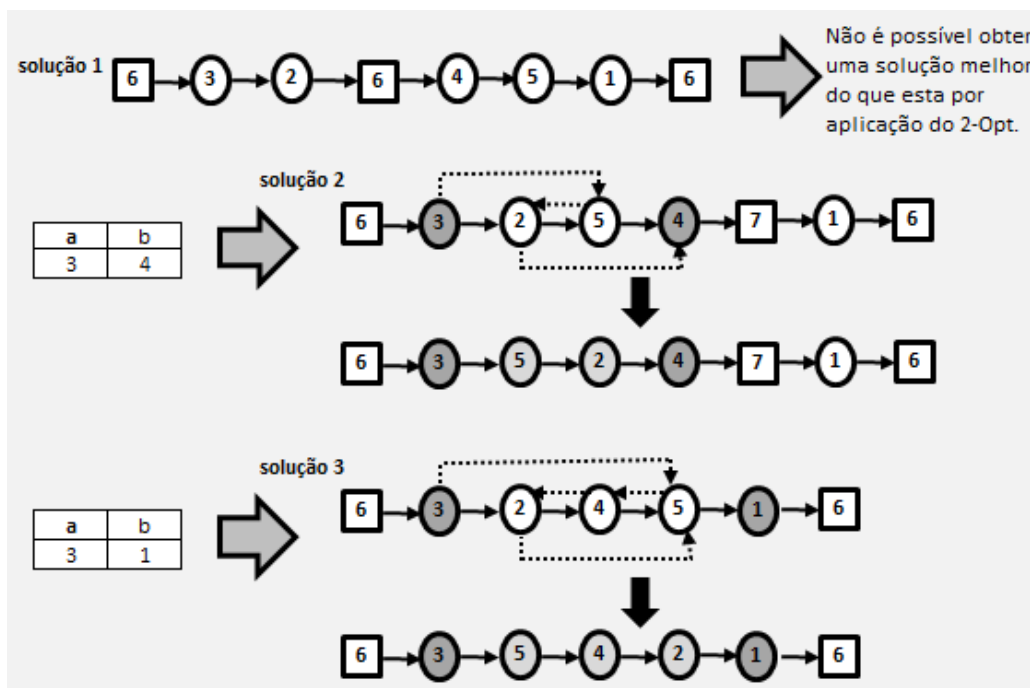 Não é possível obter
uma solução melhor
do que esta por
aplicação do 2-Opt.
solução 1
6 3 2 6 4 5 1 6
solução 2
6 3 2 5 4 7 1 6
a b
3 4
6 3 5 2 4 7 1 6
solução 3
6 3 2 4 5 1 6
a b
3 1
6 3 5 4 2 1 6